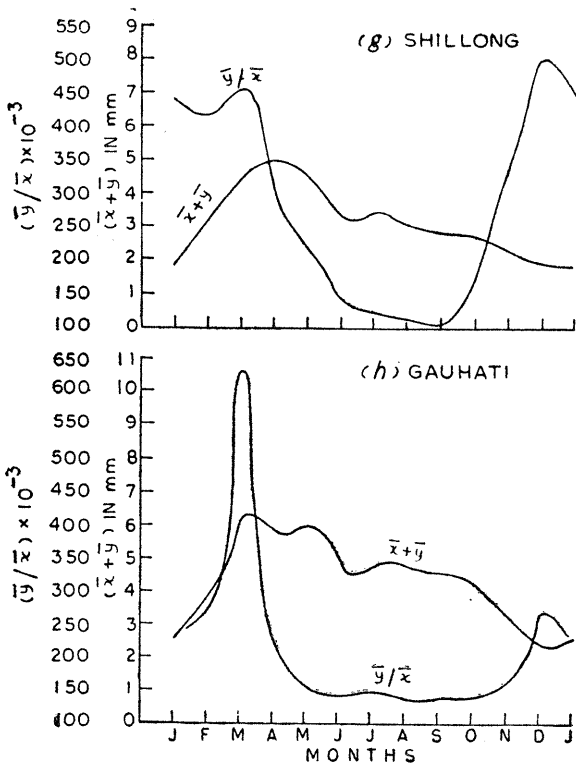 (g) SHILLONG
550 9
500 8
450 7
400 6
350 5
300 4
250 3
200 2
150 1
100 0
(ȳ/x̄) ×10⁻³
(x̄+ȳ) IN mm
ȳ/x̄
x̄+ȳ
(h) GAUHATI
650 11
600 10
550 9
500 8
450 7
400 6
350 5
300 4
250 3
200 2
150 1
100 0
(ȳ/x̄) × 10⁻³
(x̄+ȳ) IN mm
x̄+ȳ
ȳ/x̄
J F M A M J J A S O N D J
MONTHS